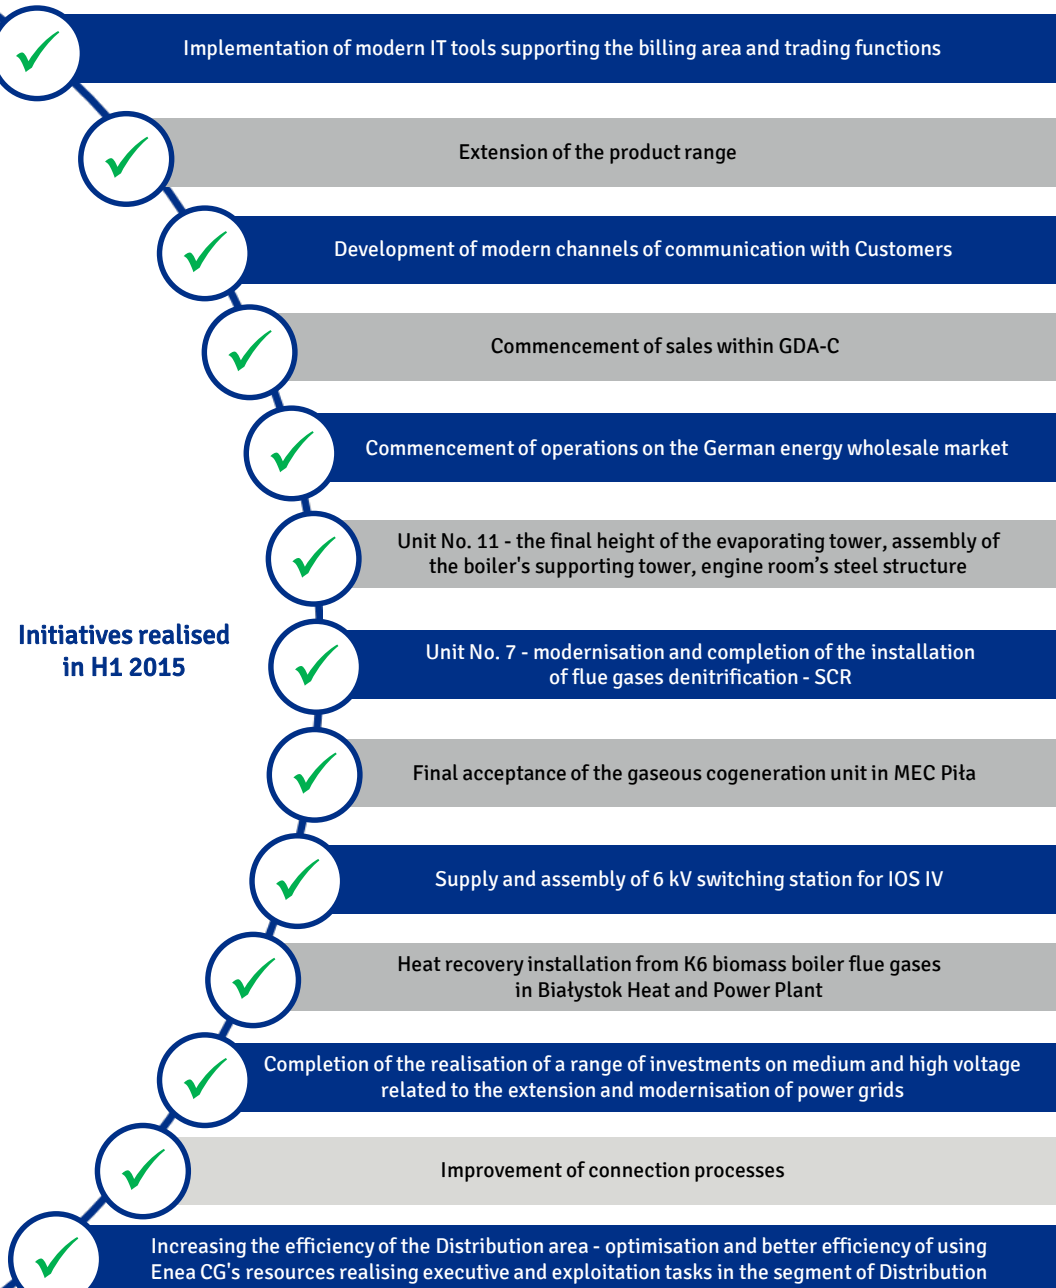 Implementation of modern IT tools supporting the billing area and trading functions
Extension of the product range
Development of modern channels of communication with Customers
Commencement of sales within GDA-C
Commencement of operations on the German energy wholesale market
Unit No. 11 - the final height of the evaporating tower, assembly of
the boiler's supporting tower, engine room’s steel structure
Initiatives realised
in H1 2015
Unit No. 7 - modernisation and completion of the installation
of flue gases denitrification - SCR
Final acceptance of the gaseous cogeneration unit in MEC Piła
Supply and assembly of 6 kV switching station for IOS IV
Heat recovery installation from K6 biomass boiler flue gases
in Białystok Heat and Power Plant
Completion of the realisation of a range of investments on medium and high voltage
related to the extension and modernisation of power grids
Improvement of connection processes
Increasing the efficiency of the Distribution area - optimisation and better efficiency of using
Enea CG's resources realising executive and exploitation tasks in the segment of Distribution